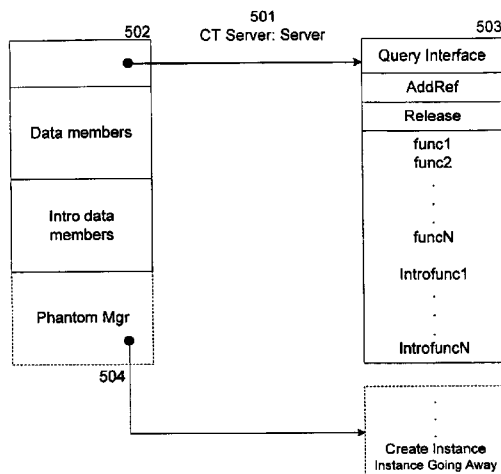 501
CT Server: Server
502
503
Query Interface
AddRef
Release
func1
func2
.
.
.
funcN
Introfunc1
.
.
.
IntrofuncN
Data members
Intro data
members
Phantom Mgr
504
.
.
.
Create Instance
Instance Going Away